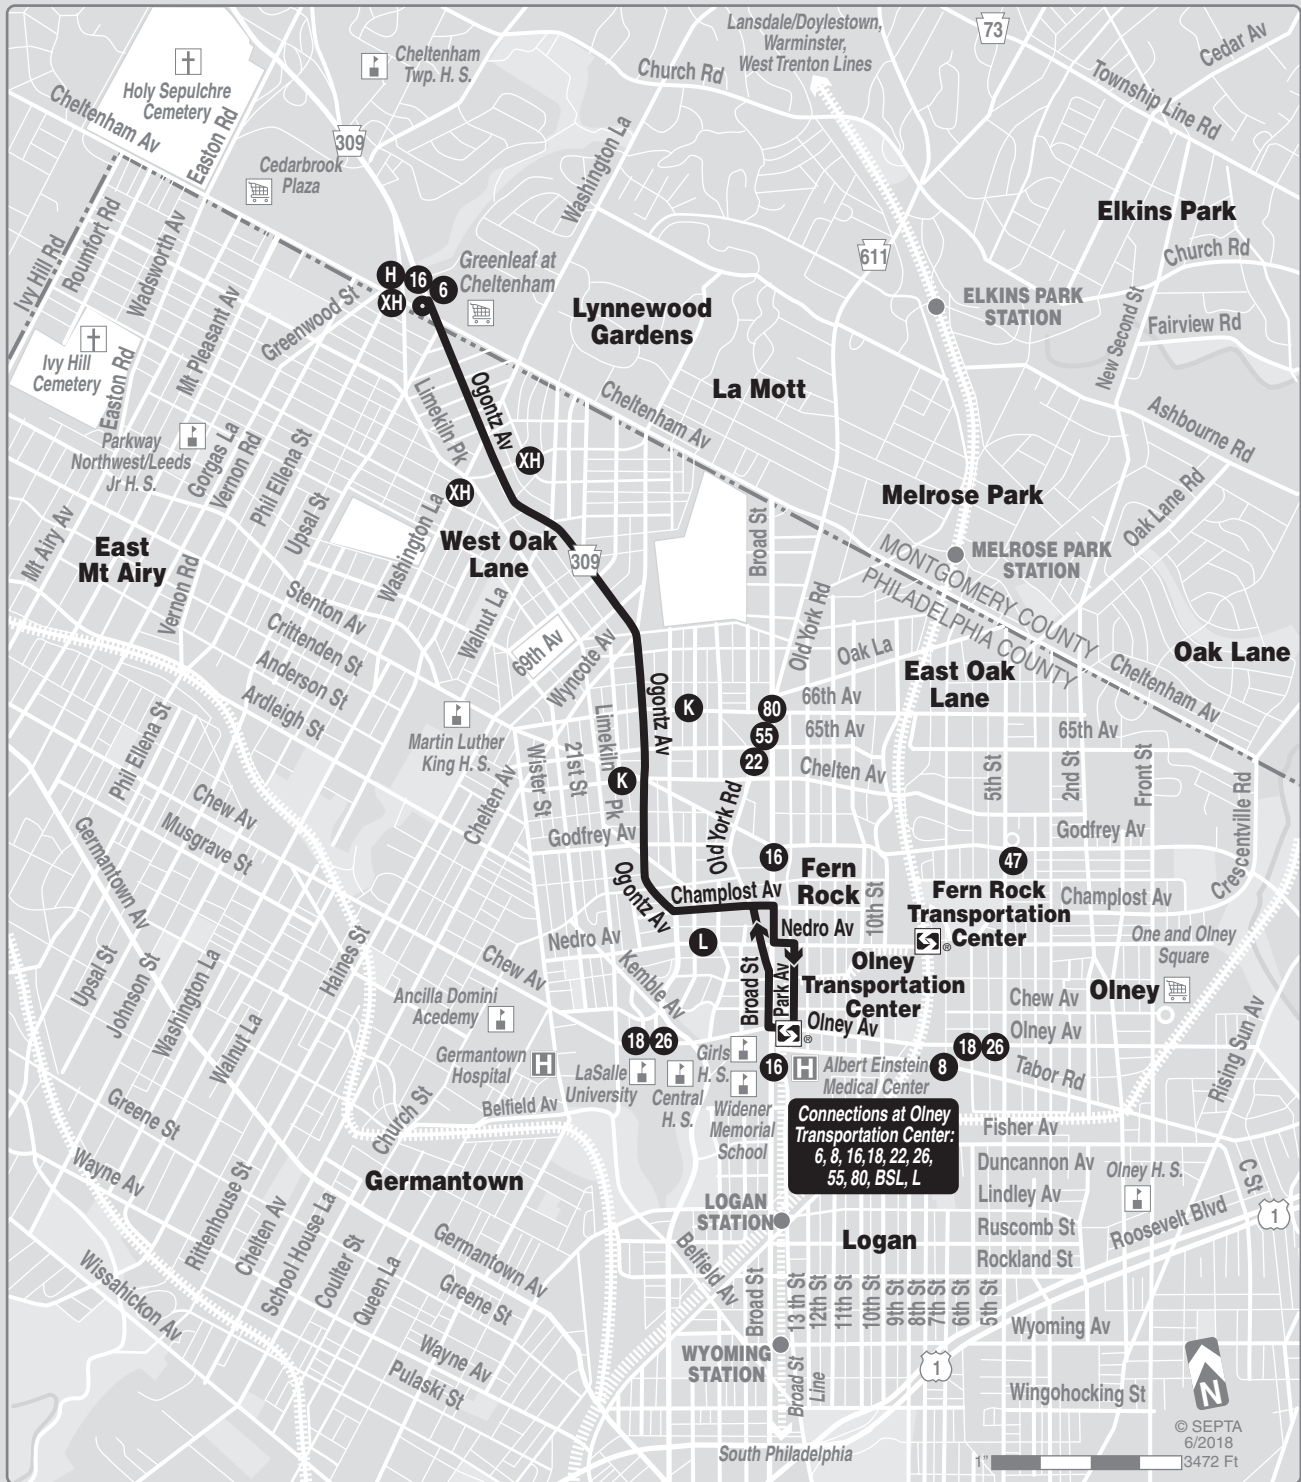 Lansdale/Doylestown,
Warminster,
West Trenton Lines
73
Cedar Av
Township Line Rd
Church Rd
Cheltenham
Twp. H. S.
Holy Sepulchre
Cemetery
Cheltenham Av
Easton Rd
309
Cedarbrook
Plaza
Washington La
Elkins Park
Church Rd
611
Ivy Hill Rd
Roumfort Rd
Wadsworth Av
Mt Pleasant Av
Greenwood St
H
16
6
XH
Greenleaf at
Cheltenham
Lynnewood
Gardens
ELKINS PARK
STATION
New Second St
Fairview Rd
Ivy Hill
Cemetery
Easton Rd
Limekiln Pk
Ogontz Av
Cheltenham Av
La Mott
Ashbourne Rd
Parkway
Northwest/Leeds
Jr H. S.
Gorgas La
Vernon Rd
Phil Ellena St
Upsal St
XH
XH
Washington La
Melrose Park
Oak Lane Rd
Mt Airy Av
East
Mt Airy
West Oak
Lane
309
Broad St
MELROSE PARK
STATION
MONTGOMERY COUNTY
PHILADELPHIA COUNTY
Vernon Rd
Stenton Av
Crittenden St
Anderson St
Ardleigh St
Walnut La
69th Av
Wyncote Av
Old York Rd
Oak La
East Oak
Lane
Oak Lane
Cheltenham Av
Ogontz Av
K
80
66th Av
55
65th Av
65th Av
22
Chelten Av
Martin Luther
King H. S.
Limekiln Pk
Wister St
21st St
K
Phil Ellena St
Chew Av
Musgrave St
Germantown Av
Chelten Av
Godfrey Av
Old York Rd
5th St
2nd St
Front St
Crescentville Rd
Godfrey Av
16
Fern
Rock
47
Ogontz Av
Champlost Av
10th St
Fern Rock
Transportation
Center
®
Champlost Av
Nedro Av
Nedro Av
One and Olney
Square
L
Upsal St
Johnson St
Washington La
Walnut La
Haines St
Chew Av
Kemble Av
Broad St
Park Av
Olney
Transportation
Center
®
Olney Av
Chew Av
Olney
Olney Av
Tabor Rd
Rising Sun Av
Ancilla Domini
Acedemy
18
26
Germantown
Hospital
H
LaSalle
University
Central
H. S.
Girls
H. S.
16
H
Albert Einstein
Medical Center
8
18
26
Greene St
Church St
Belfield Av
Widener
Memorial
School
Connections at Olney
Transportation Center:
6, 8, 16,18, 22, 26,
55, 80, BSL, L
Fisher Av
Duncannon Av
Lindley Av
Ruscomb St
Rockland St
Olney H. S.
C St
1
Roosevelt Blvd
Wayne Av
Germantown
Rittenhouse St
Chelten Av
School House La
Coulter St
Queen La
Wissahickon Av
Germantown Av
Greene St
Wayne Av
Pulaski St
LOGAN
STATION
Logan
Belfield Av
Broad St
13 th St
12th St
11th St
10th St
9th St
8th St
7th St
6th St
5th St
Wyoming Av
WYOMING
STATION
Broad St
Line
1
Wingohocking St
N
South Philadelphia
© SEPTA
6/2018
1"
3472 Ft